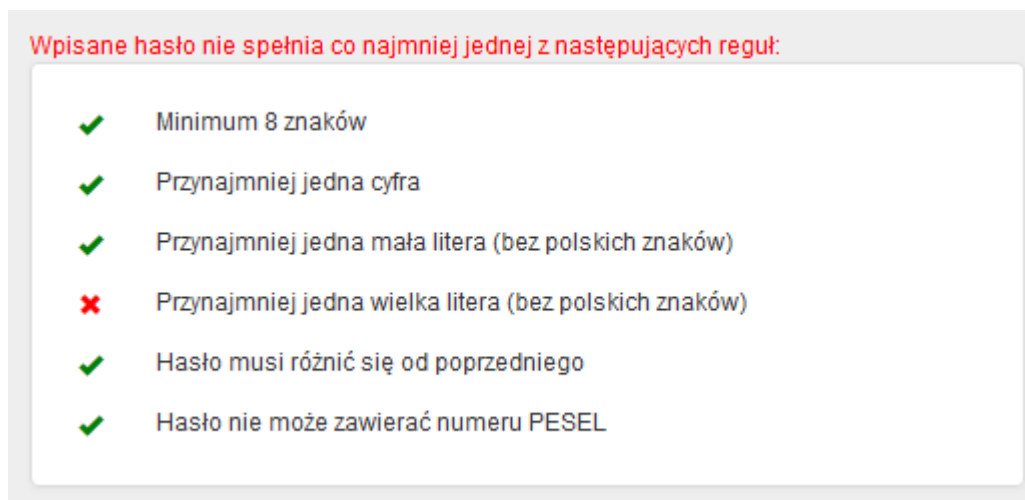 Wpisane hasło nie spełnia co najmniej jednej z następujących reguł:
Minimum 8 znaków
Przynajmniej jedna cyfra
Przynajmniej jedna mała litera (bez polskich znaków)
Przynajmniej jedna wielka litera (bez polskich znaków)
Hasło musi różnić się od poprzedniego
Hasło nie może zawierać numeru PESEL